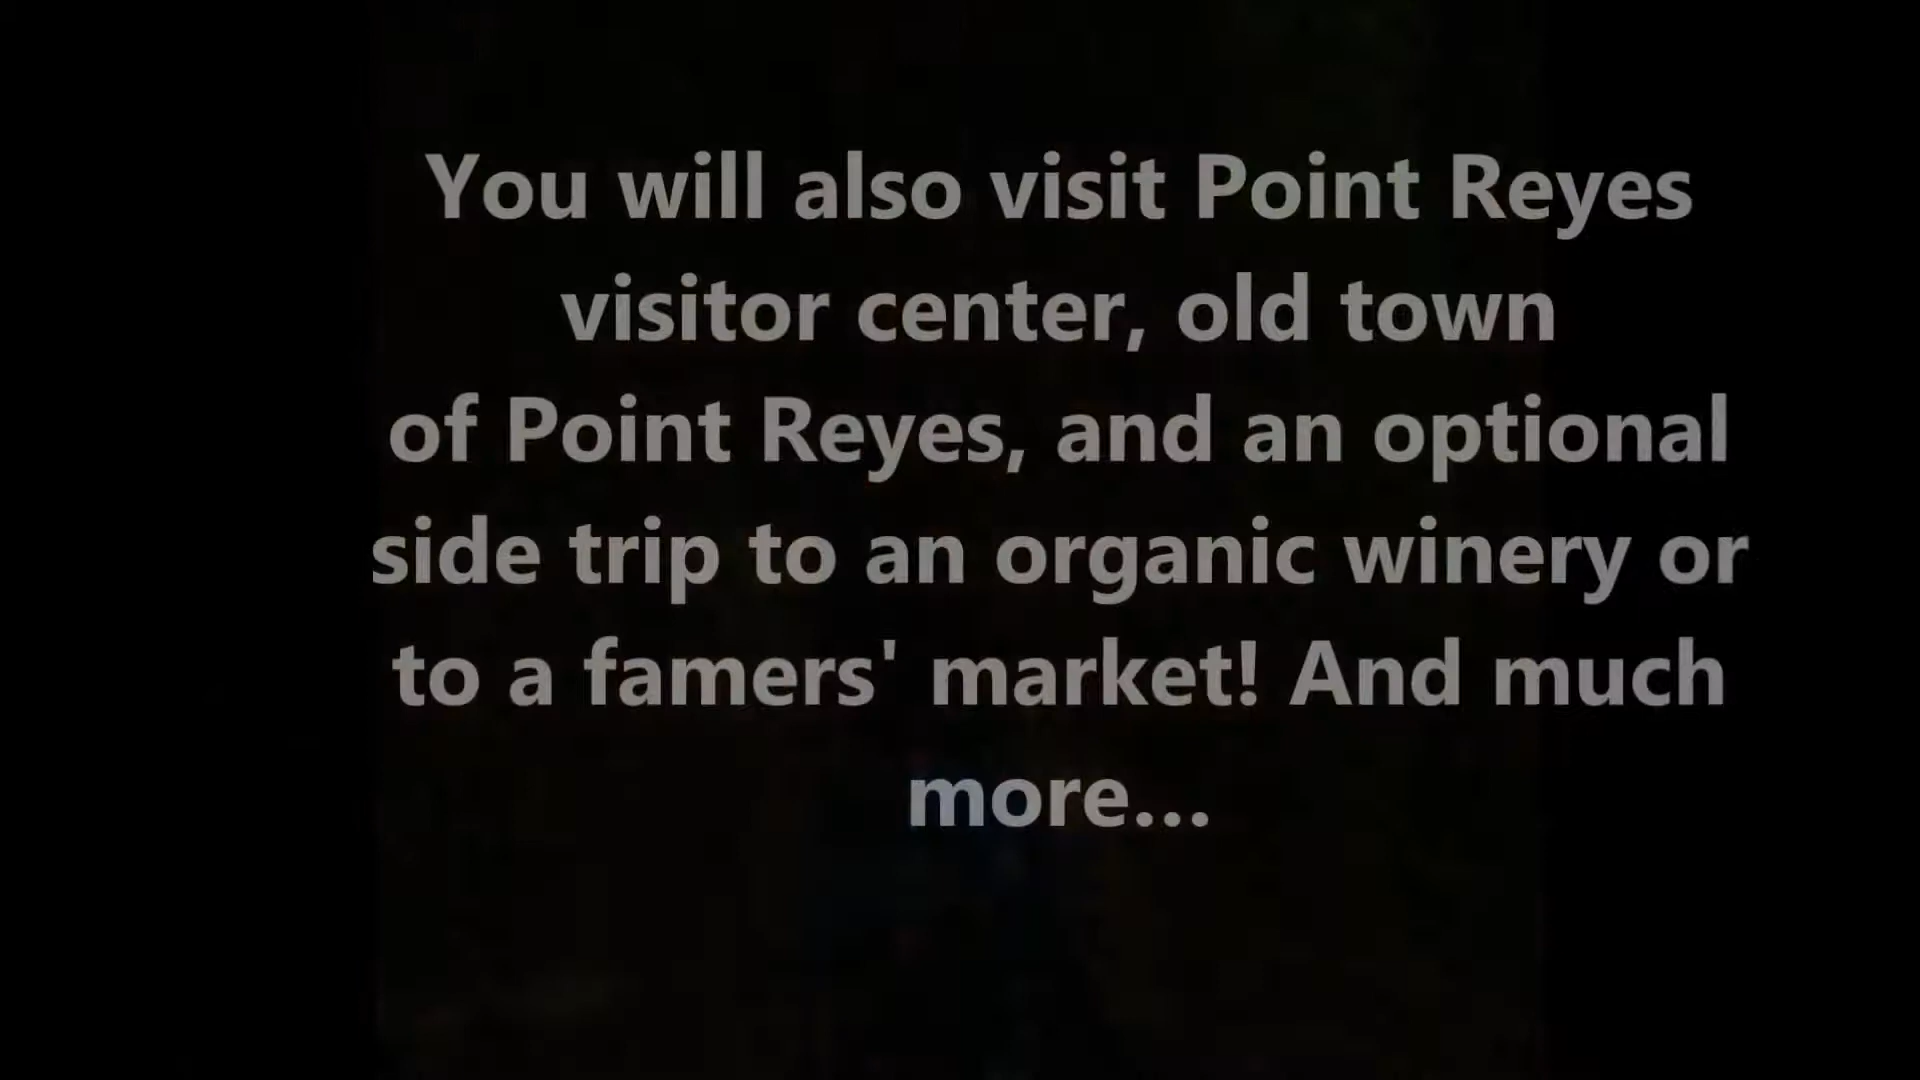 You will also visit Point Reyes
visitor center, old town
of Point Reyes, and an optional
side trip to an organic winery or
to a famers' market! And much
more...